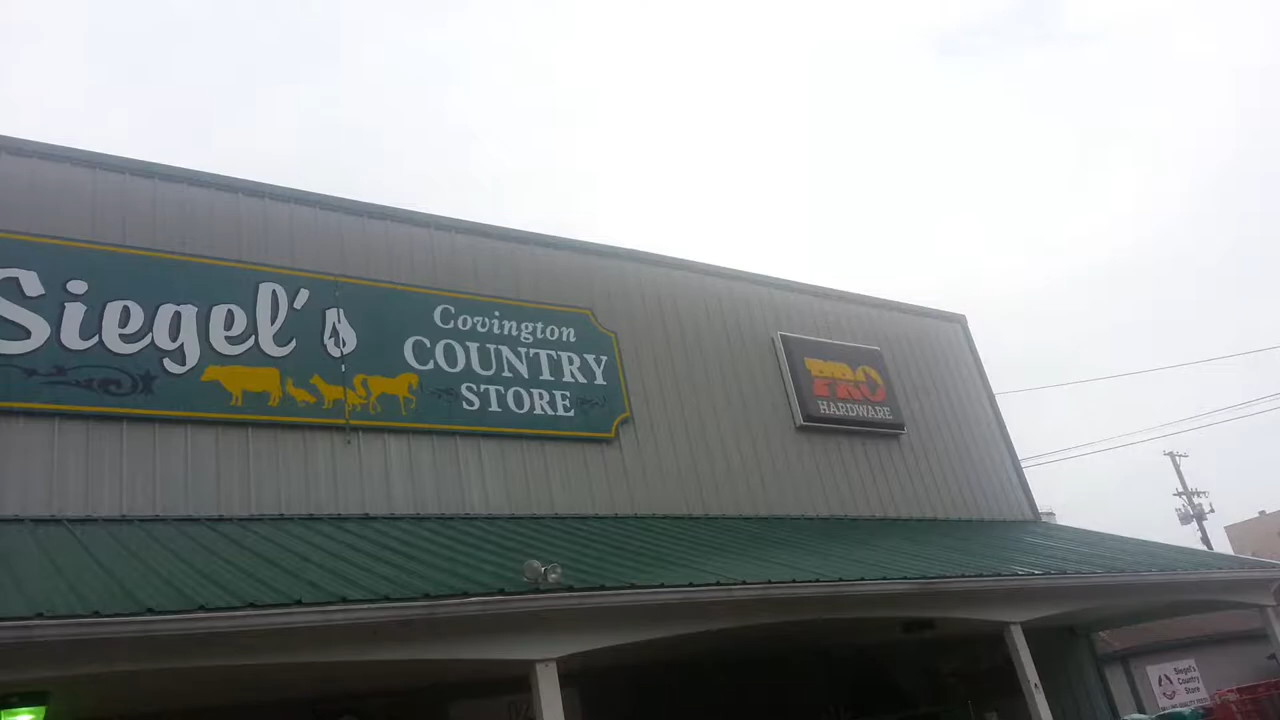 Siegel's
Covington
COUNTRY
STORE
PRO
HARDWARE
Siegel's
Country
Store